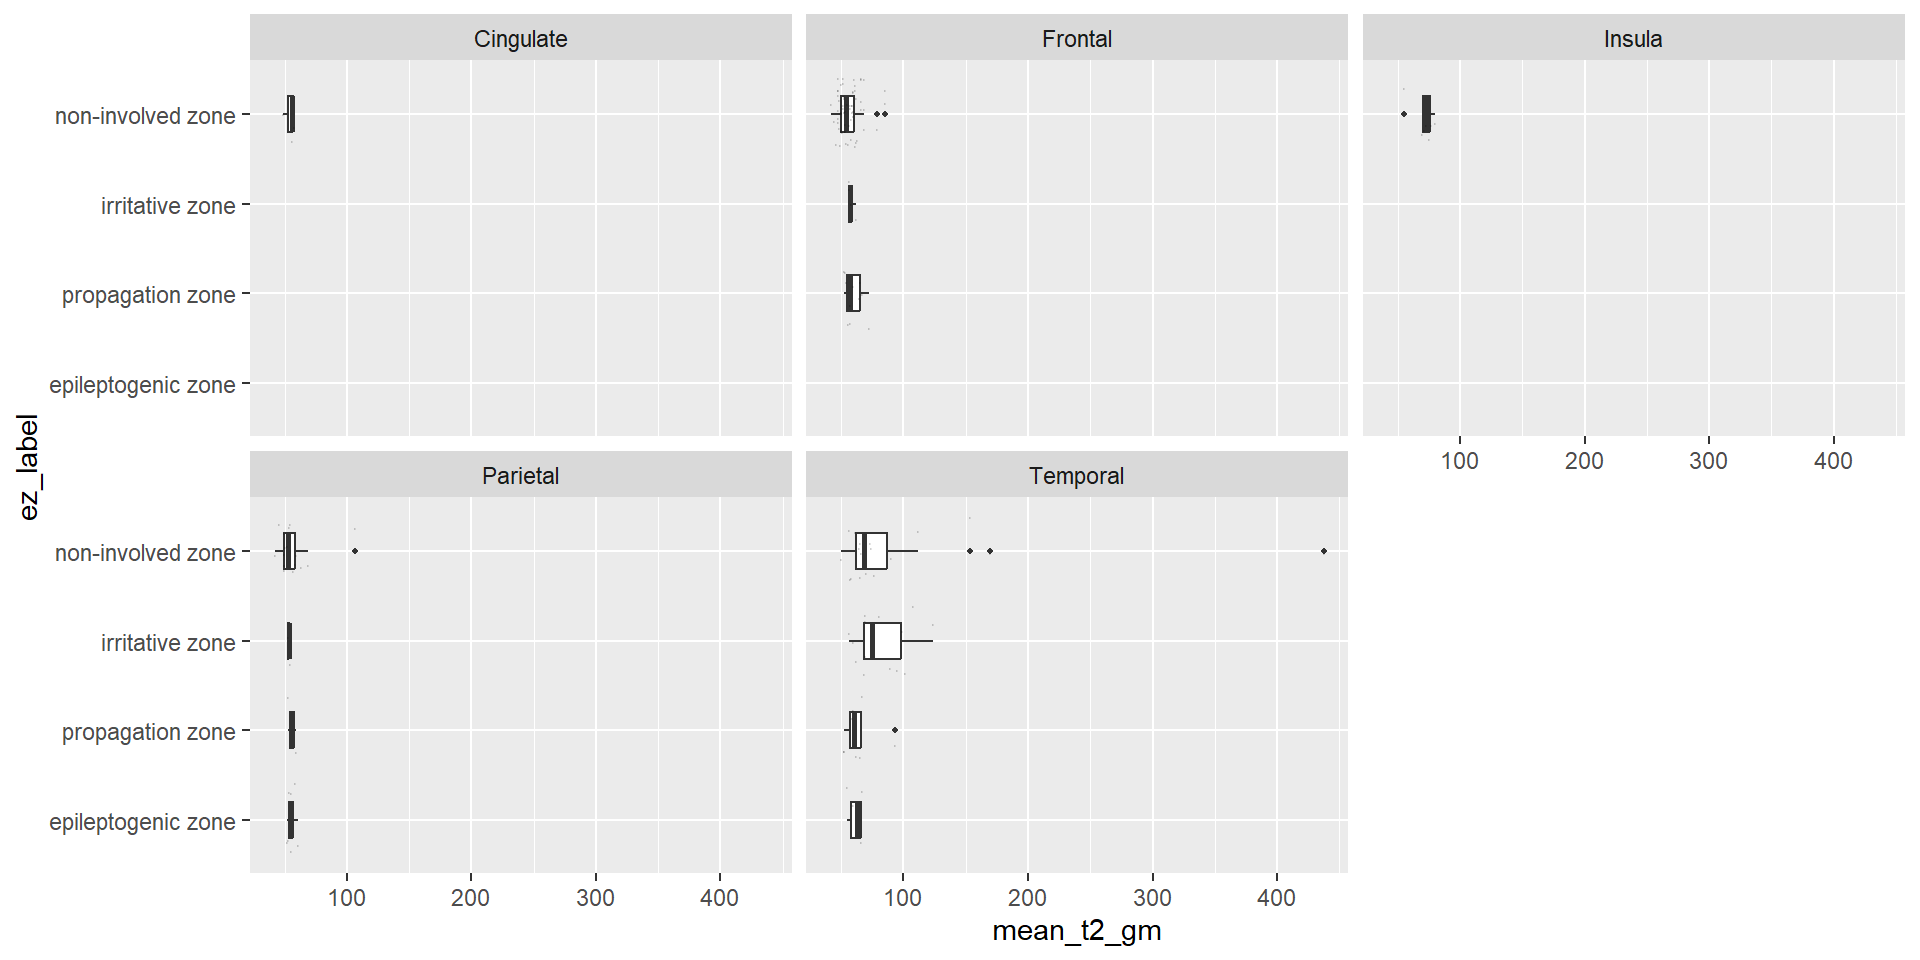 Cingulate Frontal Insula
non-involved zone
irritative zone
propagation zone
epileptogenic zone
100 200 300 400
ez_label
Parietal Temporal
non-involved zone
irritative zone
propagation zone
epileptogenic zone
100 200 300 400 100 200 300 400
mean_t2_gm